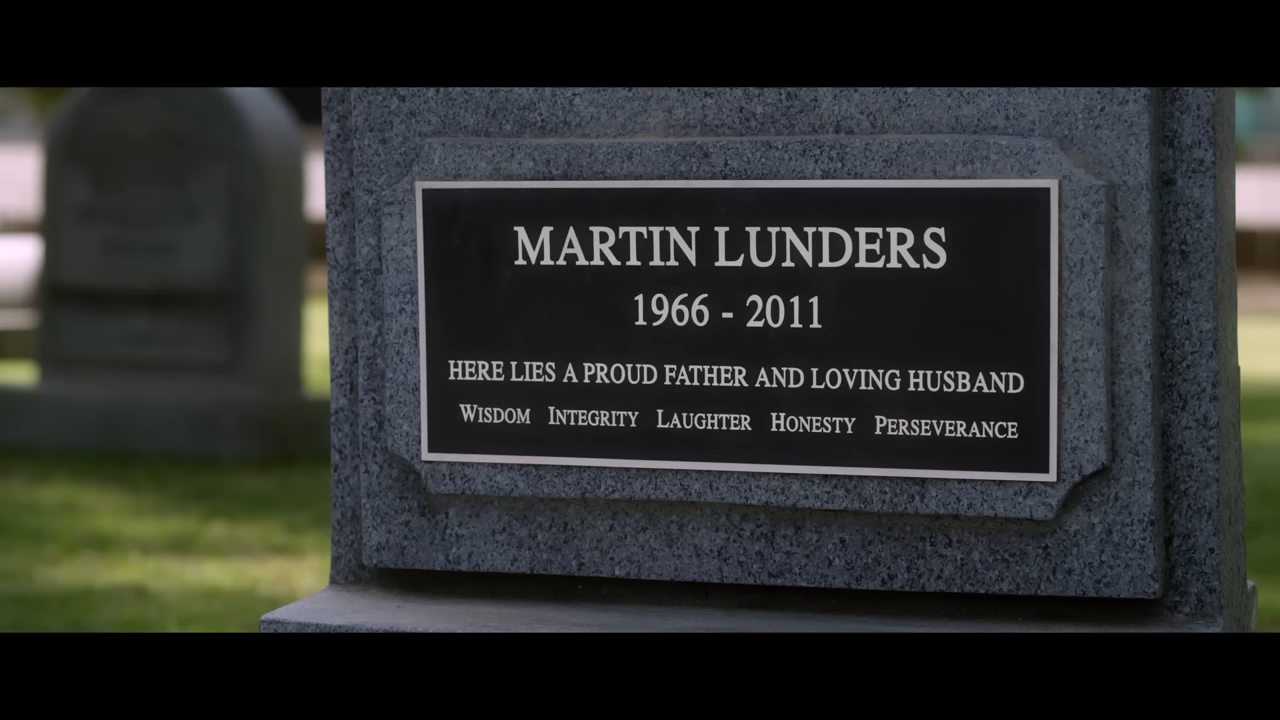 MARTIN LUNDERS
1966 - 2011
HERE LIES A PROUD FATHER AND LOVING HUSBAND
WISDOM INTEGRITY LAUGHTER HONESTY PERSEVERANCE